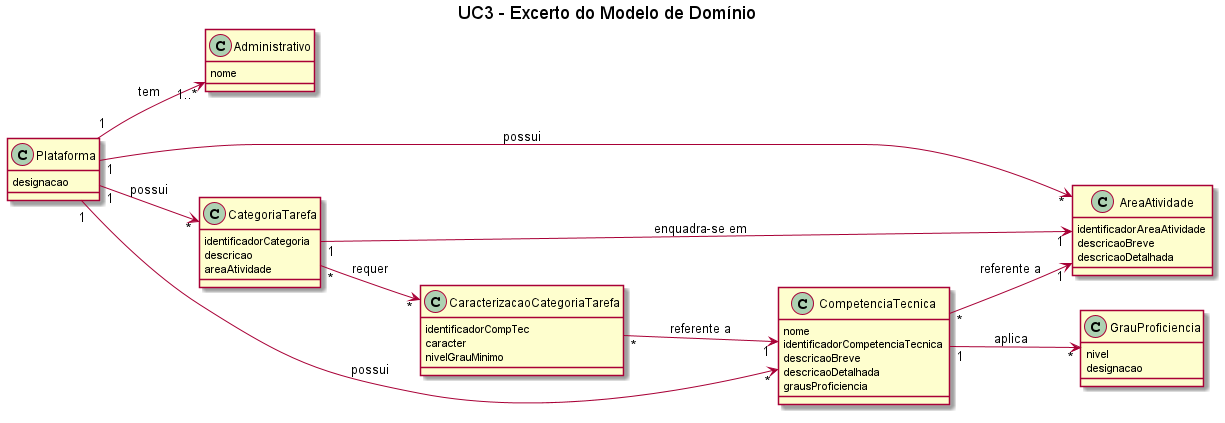 UC3 - Excerto do Modelo de Domínio
C Administrativo
nome
tem
1..*
1
C Plataforma
designacao
1
possui
*
1
possui
*
1
possui
*
C CategoriaTarefa
identificadorCategoria
descricao
areaAtividade
1
enquadra-se em
1
*
requer
*
C AreaAtividade
identificadorAreaAtividade
descricaoBreve
descricaoDetalhada
C CaracterizacaoCategoriaTarefa
identificadorCompTec
caracter
nivelGrauMinimo
*
referente a
1
C CompetenciaTecnica
nome
identificadorCompetenciaTecnica
descricaoBreve
descricaoDetalhada
grausProficiencia
*
referente a
1
1
aplica
*
C GrauProficiencia
nivel
designacao